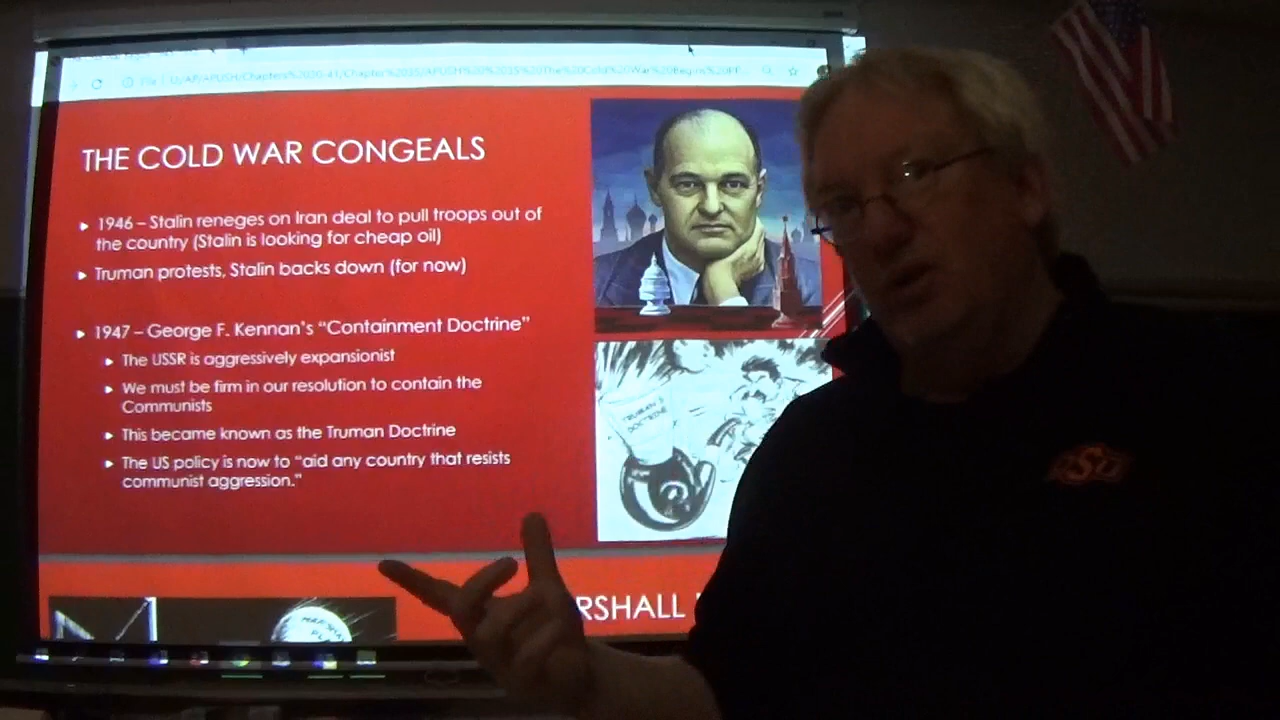 THE COLD WAR CONGEALS
1946 – Stalin reneges on Iran deal to pull troops out of
the country (Stalin is looking for cheap oil)
Truman protests, Stalin backs down (for now)
1947 – George F. Kennan's "Containment Doctrine"
The USSR is aggressively expansionist
We must be firm in our resolution to contain the
Communists
This became known as the Truman Doctrine
The US policy is now to "aid any country that resists
communist aggression."
TRUMAN
DOCTRINE
OSU
RSHALL
MARSHA
PLA